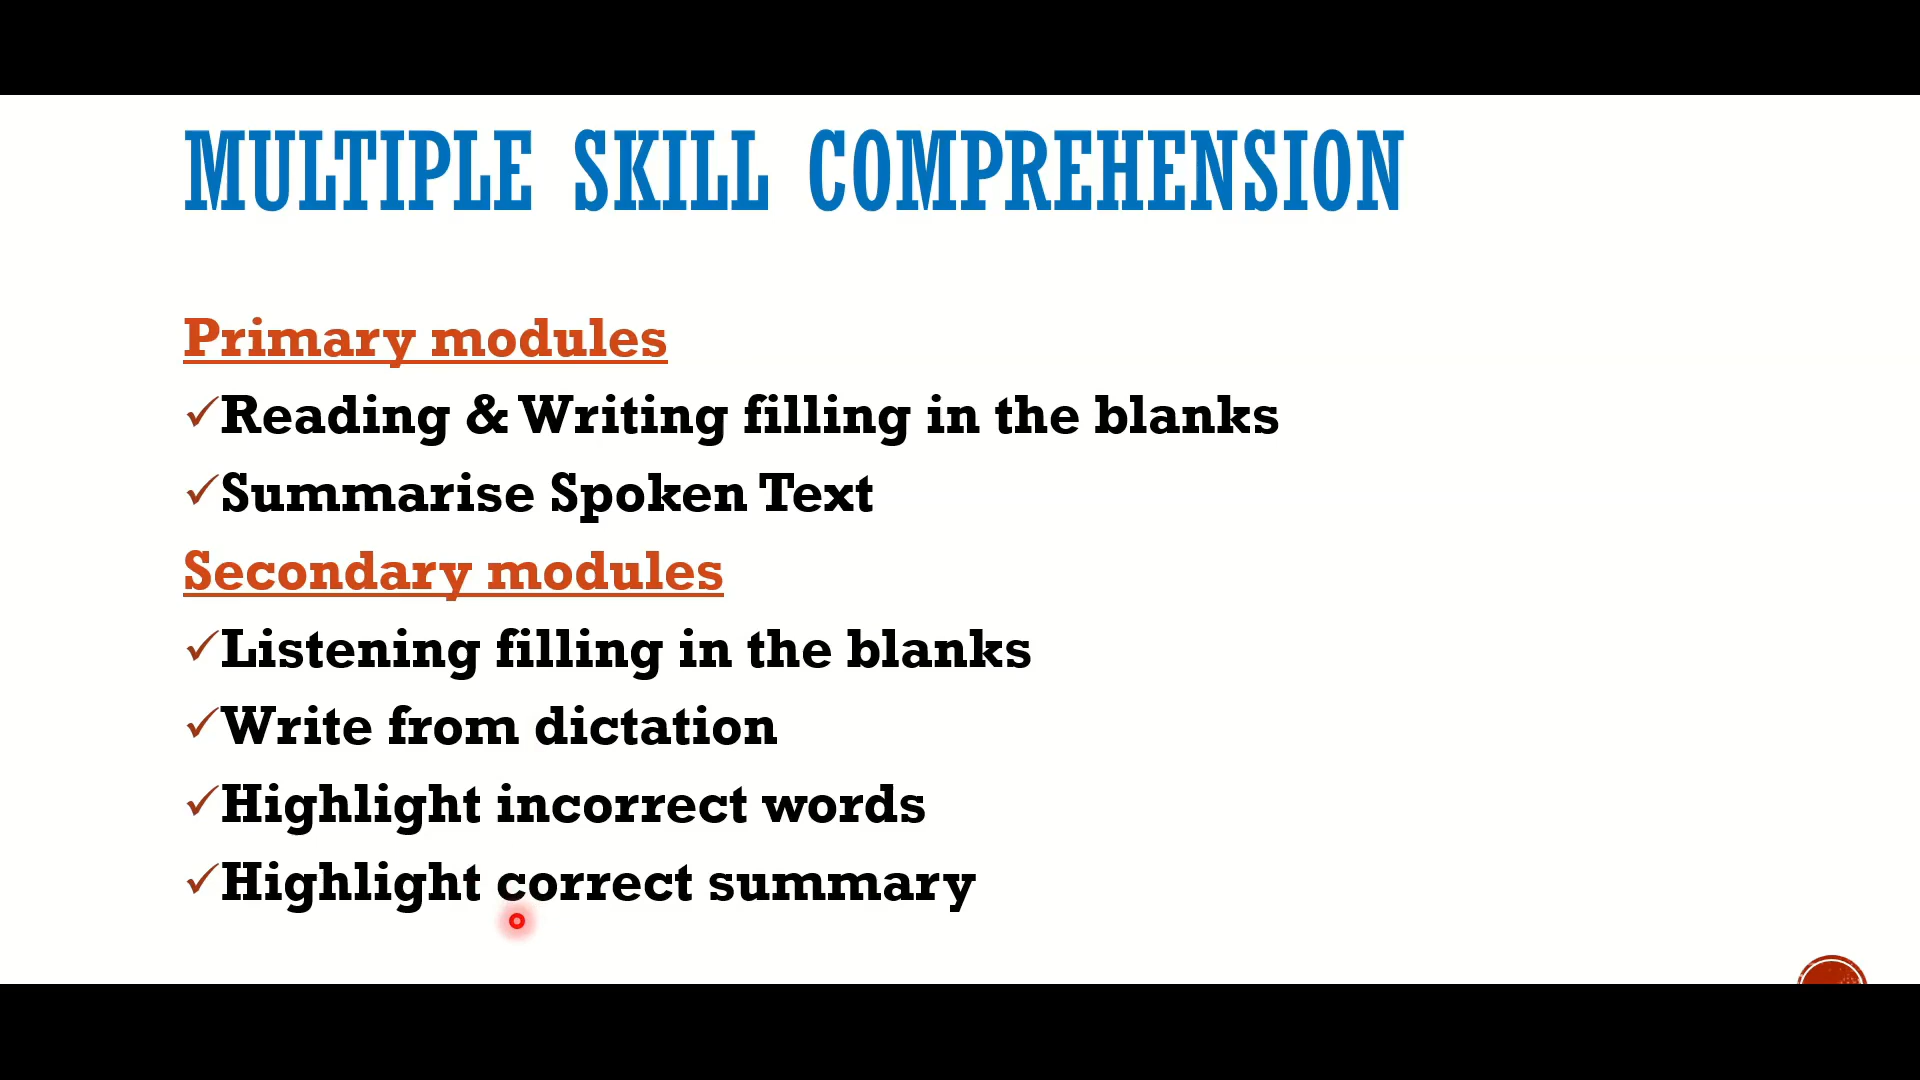 MULTIPLE SKILL COMPREHENSION
Primary modules
✓Reading & Writing filling in the blanks
✓Summarise Spoken Text
Secondary modules
✓Listening filling in the blanks
✓Write from dictation
✓Highlight incorrect words
✓Highlight correct summary